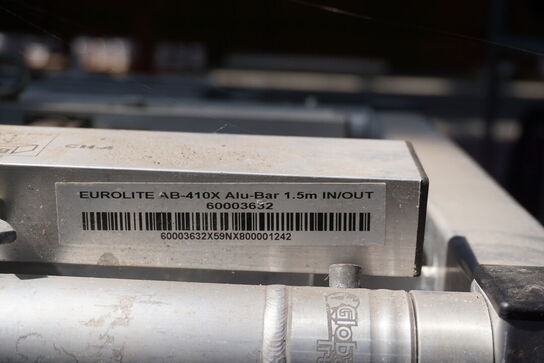 EUROLITE AB-410X Alu-Bar 1.5m IN/OUT
60003632
60003632X59NX800001242